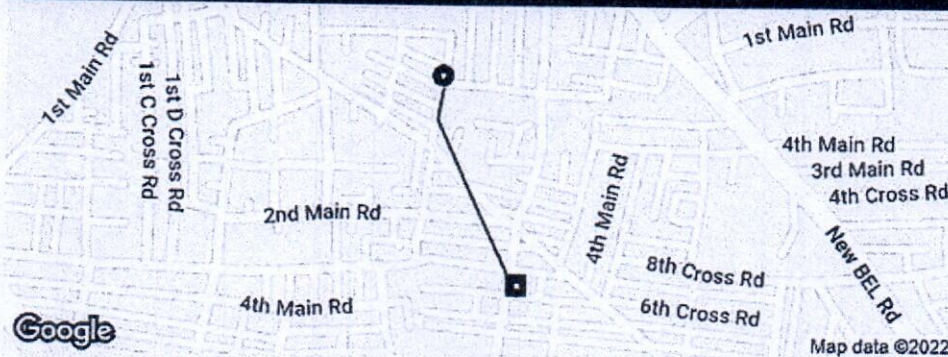 1st Main Rd
1st C Cross Rd
1st D Cross Rd
1st Main Rd
4th Main Rd
3rd Main Rd
4th Cross Rd
2nd Main Rd
4th Main Rd
New BEL Rd
8th Cross Rd
6th Cross Rd
4th Main Rd
Google
Map data ©2022